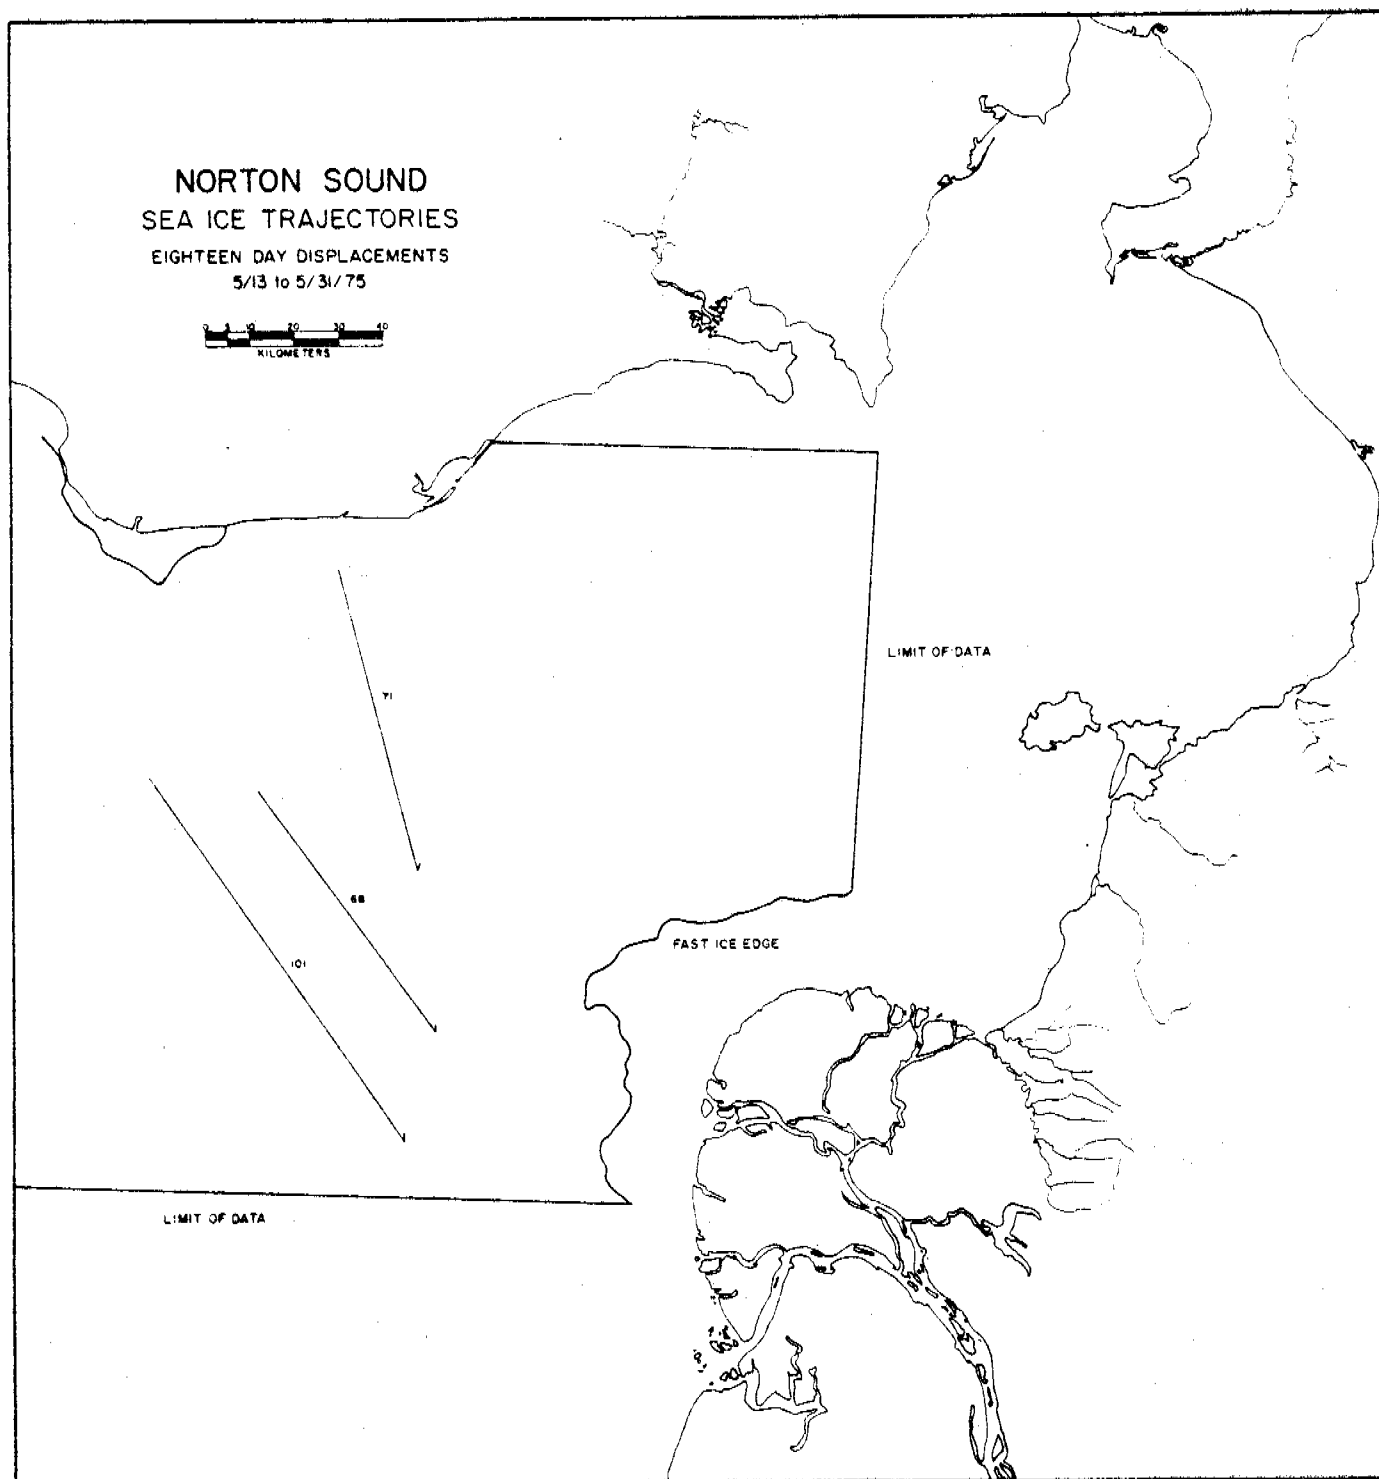 NORTON SOUND
SEA ICE TRAJECTORIES
EIGHTEEN DAY DISPLACEMENTS
5/13 to 5/31/75
0 5 10 20 30 40
KILOMETERS
LIMIT OF DATA
71
68
FAST ICE EDGE
101
LIMIT OF DATA